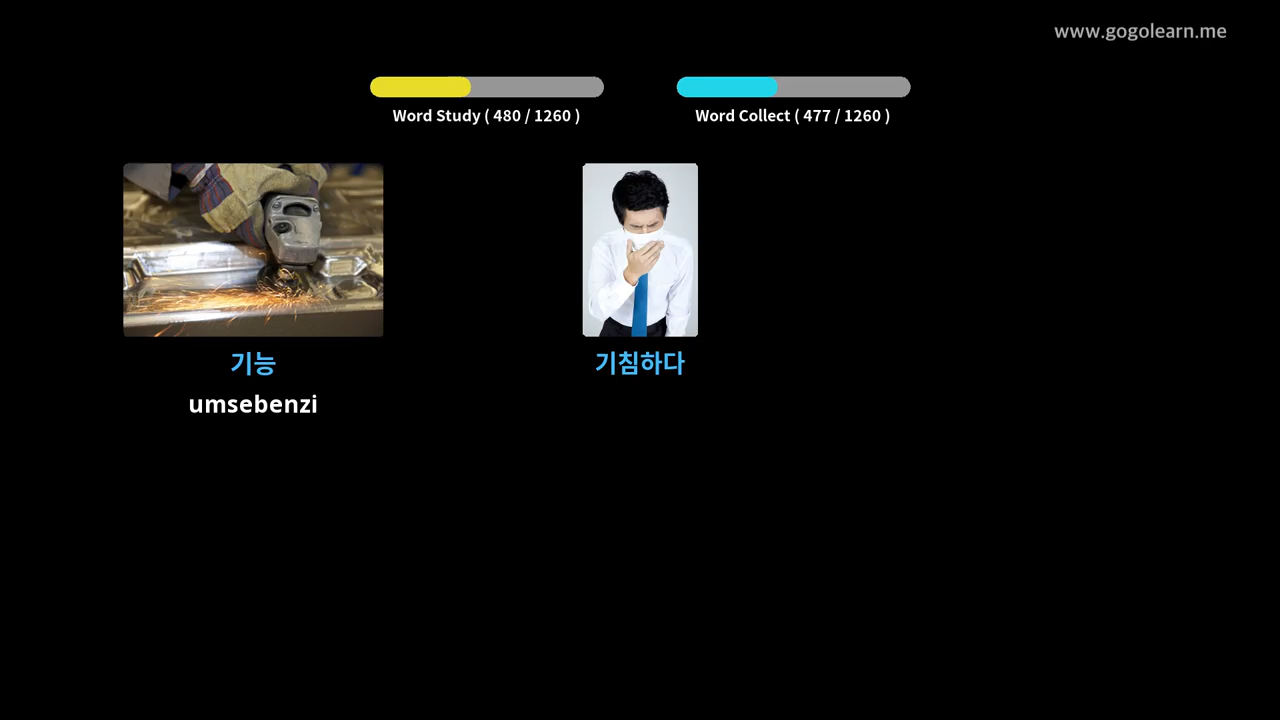 www.gogolearn.me
Word Study ( 480 / 1260 )
Word Collect ( 477 / 1260 )
기능
umsebenzi
기침하다